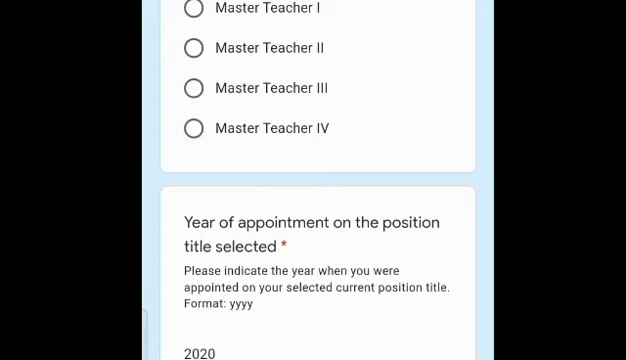 Master Teacher I
Master Teacher II
Master Teacher III
Master Teacher IV
Year of appointment on the position
title selected *
Please indicate the year when you were
appointed on your selected current position title.
Format: yyyy
2020